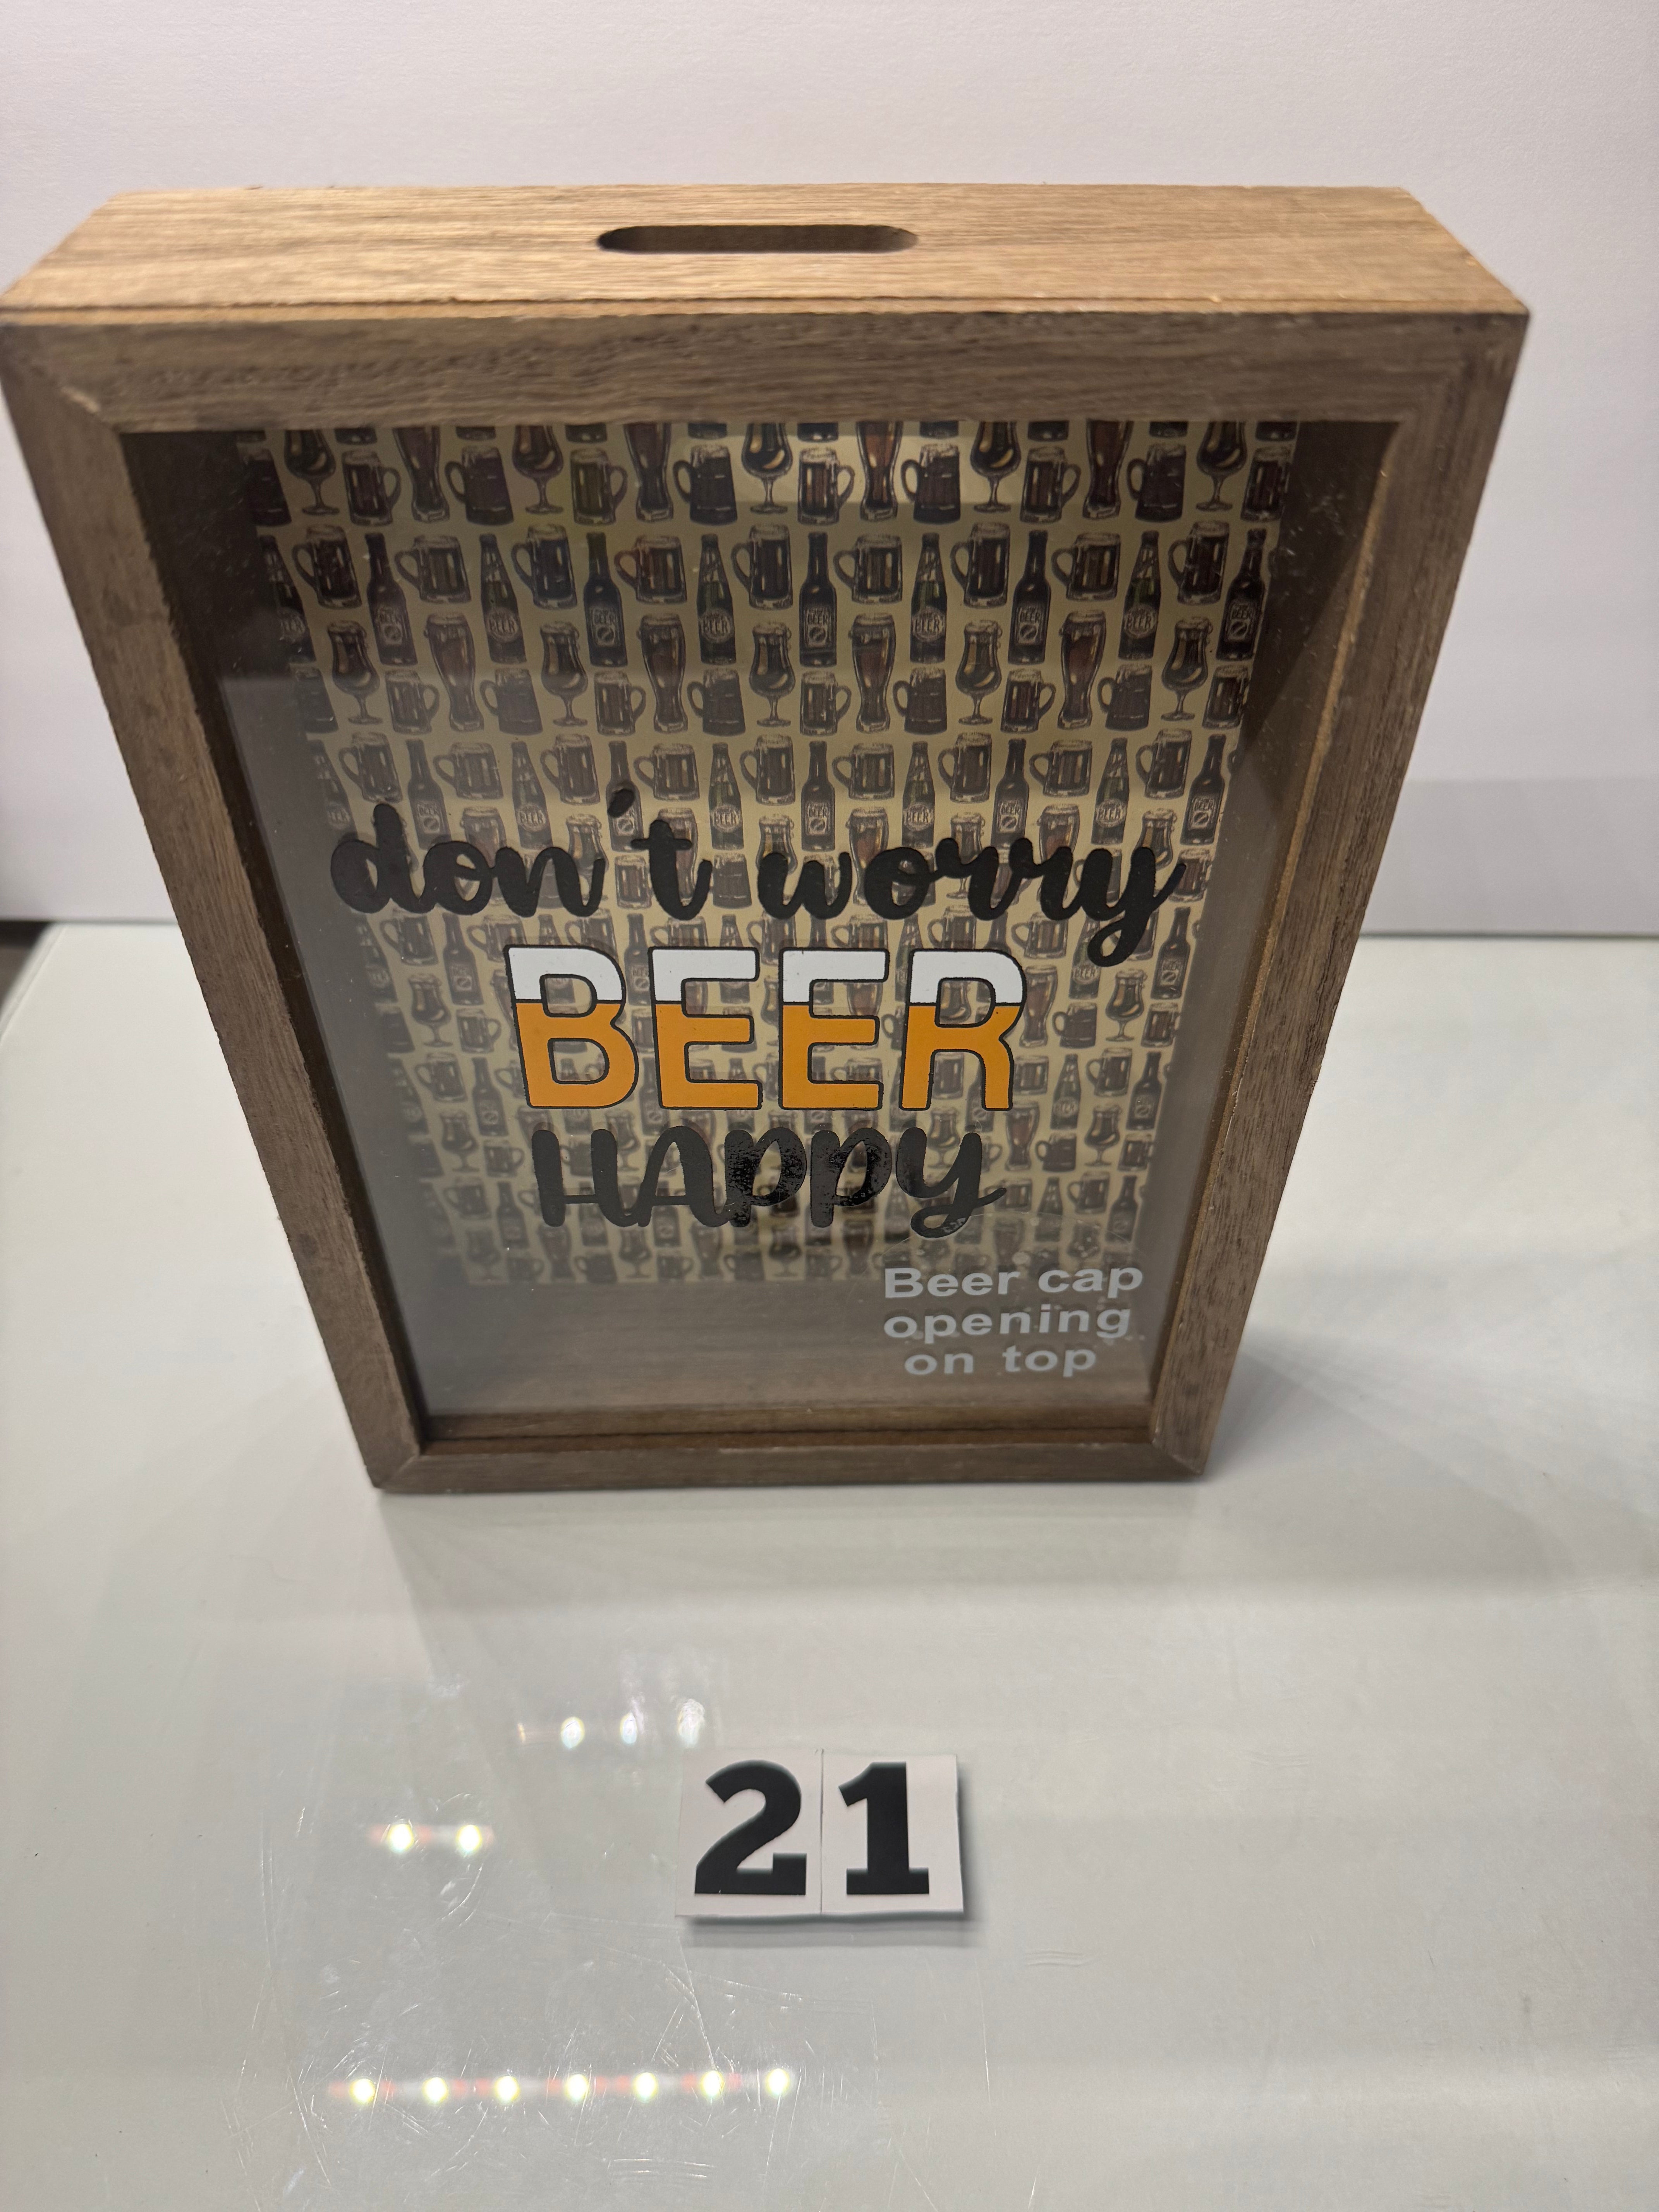 don't worry
BEER
HAppy
Beer cap
opening
on top
21